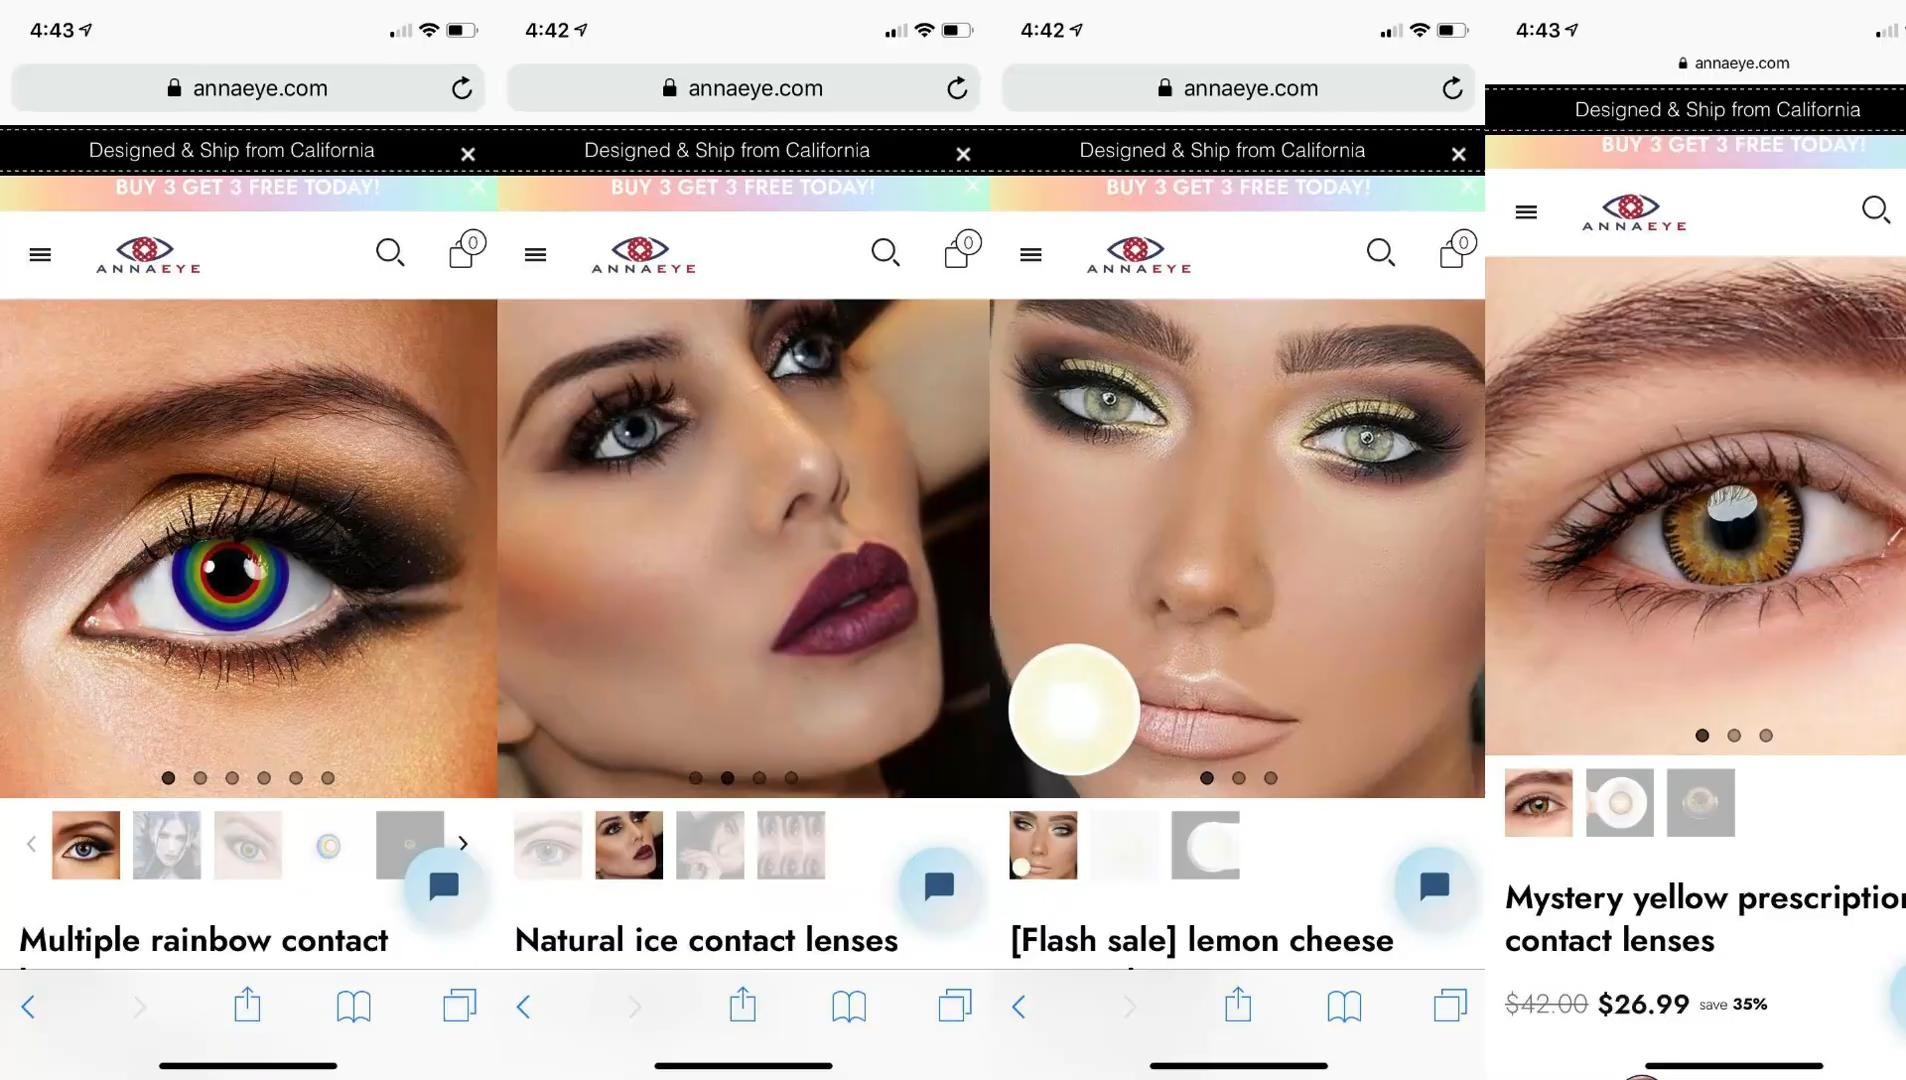 4:43
annaeye.com
Designed & Ship from California
BUY 3 GET 3 FREE TODAY!
ANNAEYE
0
Multiple rainbow contact
4:42
annaeye.com
Designed & Ship from California
BUY 3 GET 3 FREE TODAY!
ANNAEYE
0
Natural ice contact lenses
4:42
annaeye.com
Designed & Ship from California
BUY 3 GET 3 FREE TODAY!
ANNAEYE
0
[Flash sale] lemon cheese
4:43
annaeye.com
Designed & Ship from California
BUY 3 GET 3 FREE TODAY!
ANNAEYE
Mystery yellow prescription
contact lenses
$42.00 $26.99 save 35%